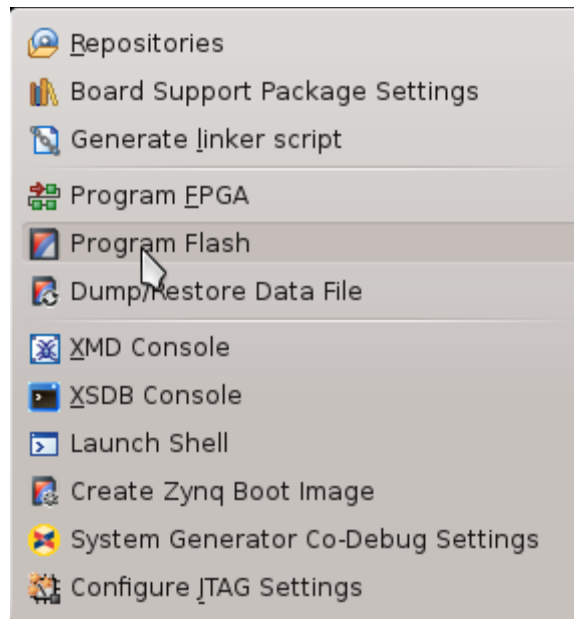 Repositories
Board Support Package Settings
Generate linker script
Program FPGA
Program Flash
Dump/Restore Data File
XMD Console
XSDB Console
Launch Shell
Create Zynq Boot Image
System Generator Co-Debug Settings
Configure JTAG Settings